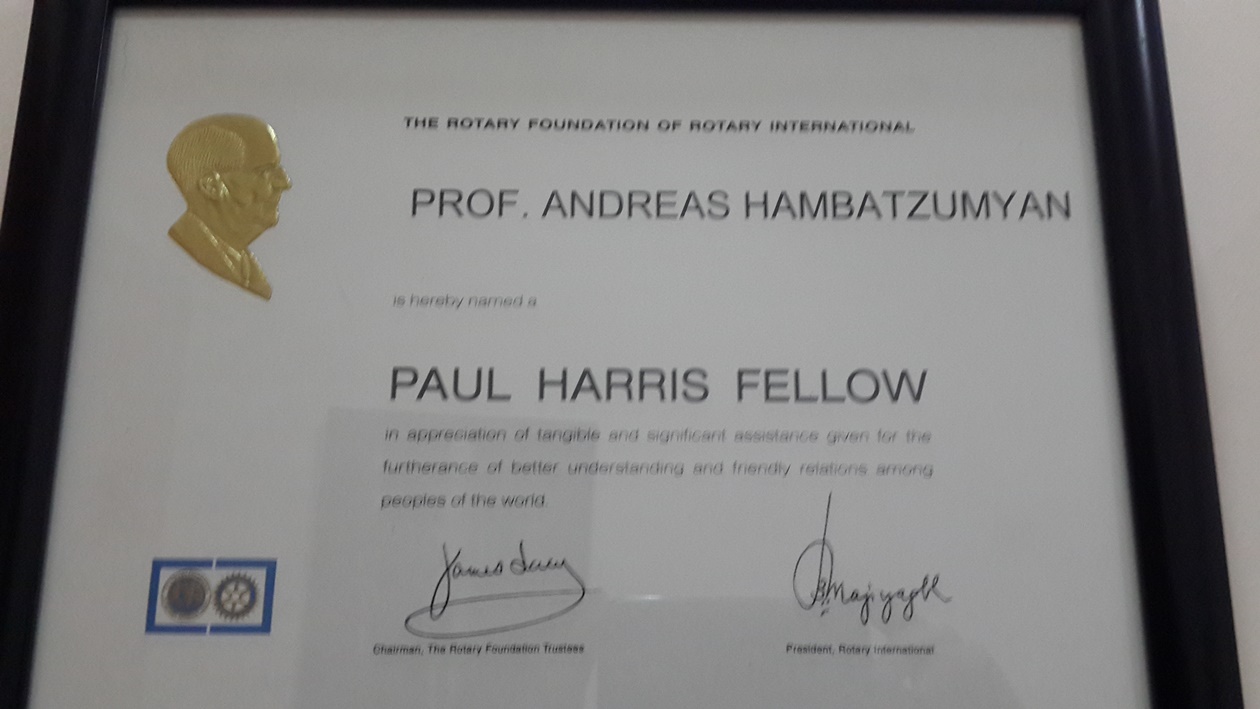 THE ROTARY FOUNDATION OF ROTARY INTERNATIONAL
PROF. ANDREAS HAMBATZUMYAN
is hereby named a
PAUL HARRIS FELLOW
in appreciation of tangible and significant assistance given for the
furtherance of better understanding and friendly relations among
peoples of the world.
James Lacy
Chairman, The Rotary Foundation Trustees
President, Rotary International